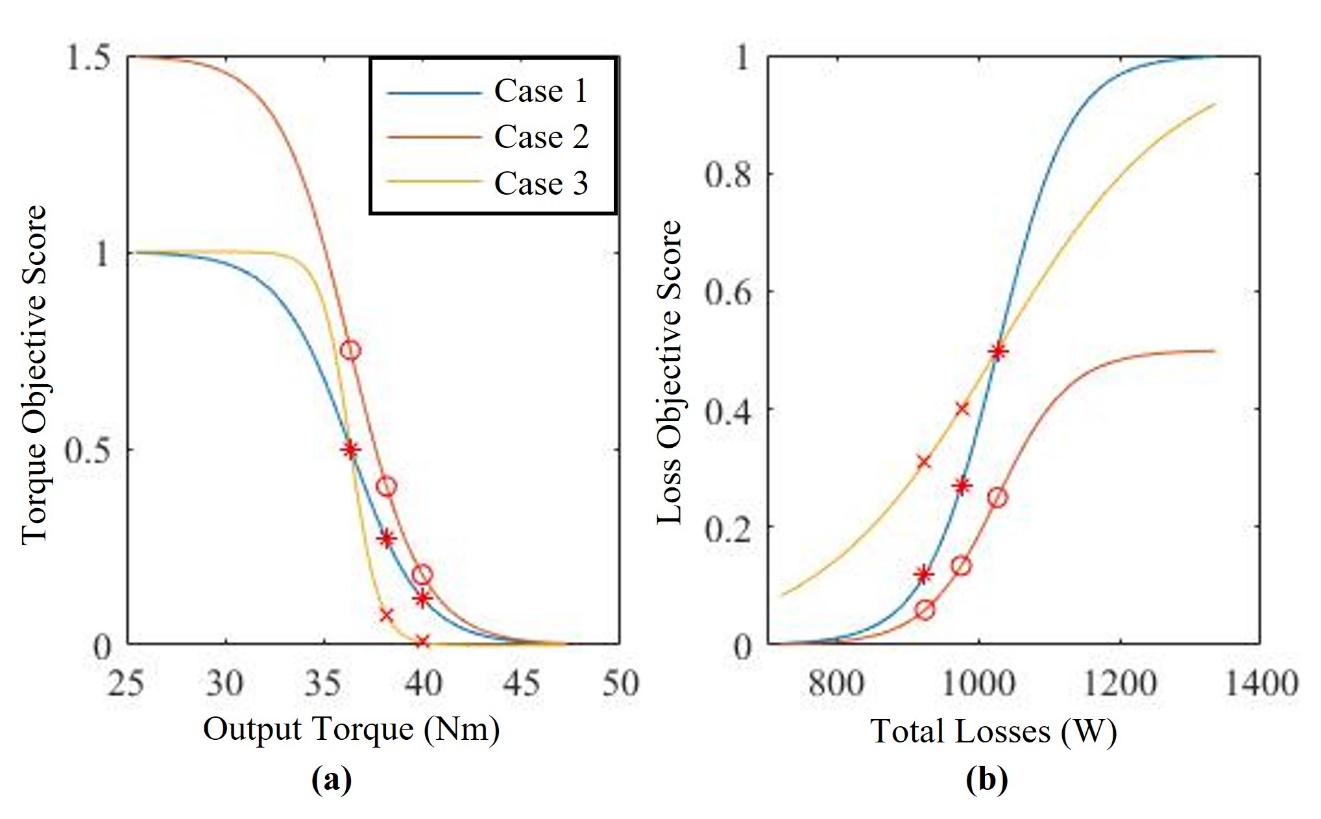 1.5
1
0.5
0
25 30 35 40 45 50
Torque Objective Score
Output Torque (Nm)
Case 1
Case 2
Case 3
(a)
1
0.8
0.6
0.4
0.2
0
800 1000 1200 1400
Loss Objective Score
Total Losses (W)
(b)